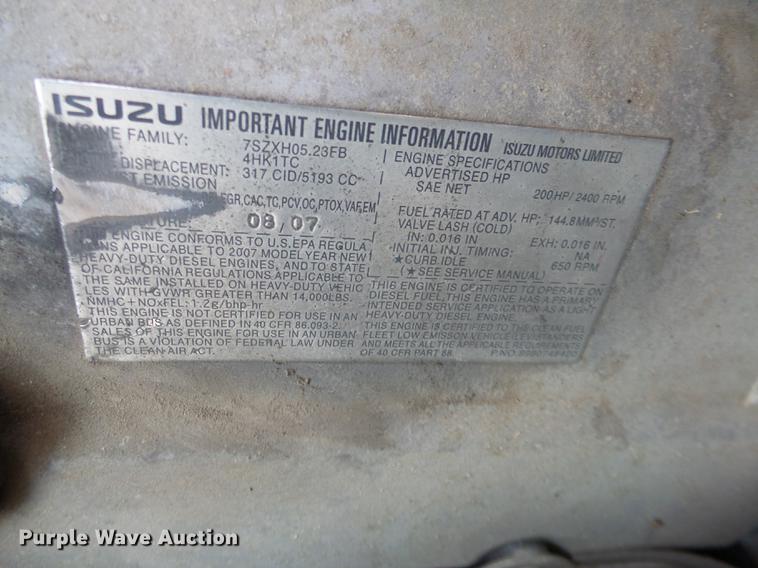 ISUZU IMPORTANT ENGINE INFORMATION ISUZU MOTORS LIMITED
ENGINE FAMILY: 7SZXH05.23FB
4HK1TC
DISPLACEMENT: 317 CID/5193 CC
EMISSION
EGR,CAC,TC,PCV,OC,PTOX,VAF,EM
08,07
ENGINE CONFORMS TO U.S.EPA REGULA
APPLICABLE TO 2007 MODEL YEAR NEW
HEAVY-DUTY DIESEL ENGINES, AND TO STATE
OF CALIFORNIA REGULATIONS APPLICABLE TO
THE SAME INSTALLED ON HEAVY-DUTY VEHIC
LES WITH GVWR GREATER THAN 14,000LBS.
NMHC+NOxFEL:1.2g/bhp-hr
THIS ENGINE IS NOT CERTIFIED FOR USE IN AN
URBAN BUS AS DEFINED IN 40 CFR 86.093-2.
SALES OF THIS ENGINE FOR USE IN AN URBAN
BUS IS A VIOLATION OF FEDERAL LAW UNDER
THE CLEAN AIR ACT.
ENGINE SPECIFICATIONS
ADVERTISED HP
SAE NET 200HP/2400 RPM
FUEL RATED AT ADV. HP: 144.8MM³/ST.
VALVE LASH (COLD)
IN: 0.016 IN. EXH: 0.016 IN.
INITIAL INJ. TIMING: NA
★CURB IDLE 650 RPM
(★SEE SERVICE MANUAL)
THIS ENGINE IS CERTIFIED TO OPERATE ON
DIESEL FUEL, THIS ENGINE HAS A PRIMARY
INTENDED SERVICE APPLICATION AS A LIGHT
HEAVY-DUTY DIESEL ENGINE.
THIS ENGINE IS CERTIFIED TO THE CLEAN FUEL
FLEET LOW EMISSION VEHICLE STANDARDS
AND MEETS ALL THE APPLICABLE REQUIREMENTS
OF 40 CFR PART 88.
Purple Wave Auction